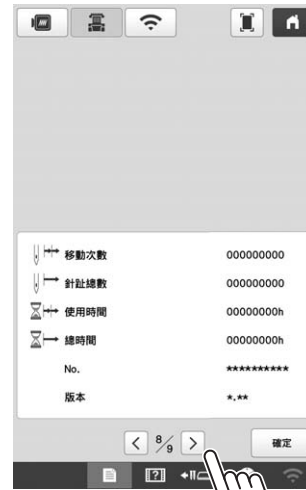 移動次數 000000000
針趾總數 000000000
使用時間 00000000h
總時間 00000000h
No. **********
版本 *.**
8/9 確定